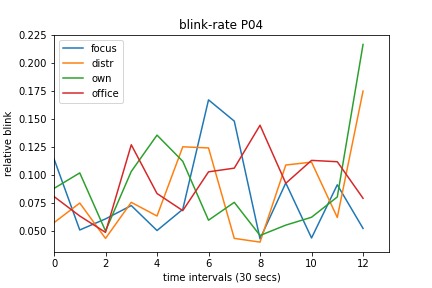 blink-rate P04
0.225
0.200
0.175
0.150
0.125
0.100
0.075
0.050
relative blink
focus
distr
own
office
0 2 4 6 8 10 12
time intervals (30 secs)